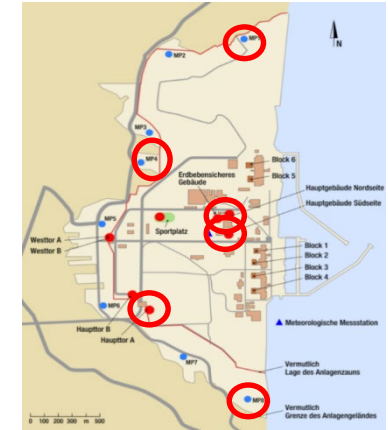 MP1
N
MP2
MP3
MP4
Block 6
Erdbebensicheres
Gebäude
Block 5
Hauptgebäude Nordseite
Hauptgebäude Südseite
MP5
Sportplatz
Westtor A
Westtor B
Block 1
Block 2
Block 3
Block 4
MP6
Haupttor B
Haupttor A
Meteorologische Messstation
MP7
Vermutlich
Lage des Anlagenzauns
MP8
Vermutlich
Grenze des Anlagengeländes
0 100 200 300 400 500 m